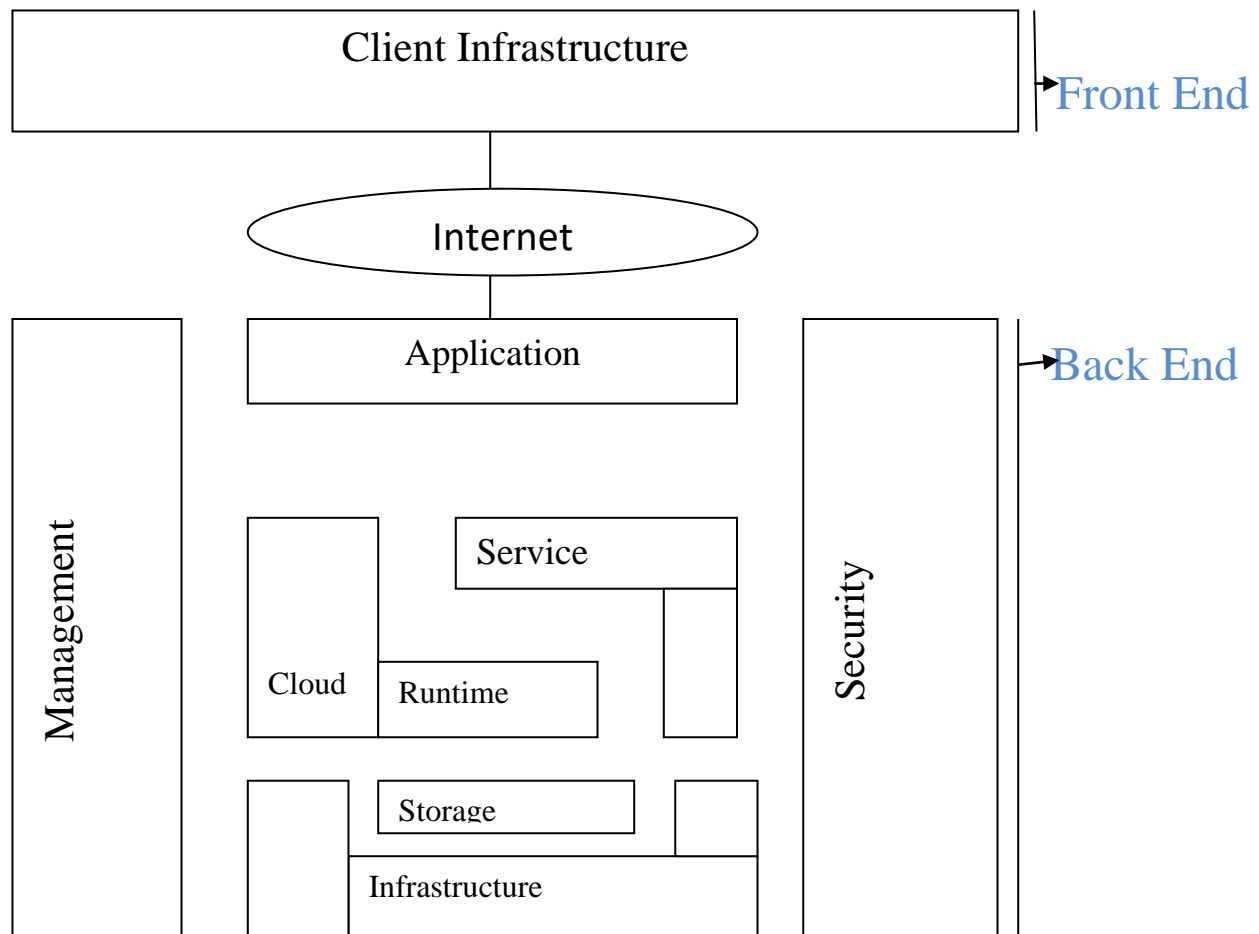 Client Infrastructure
Front End
Internet
Application
Back End
Management
Service
Security
Cloud
Runtime
Storage
Infrastructure